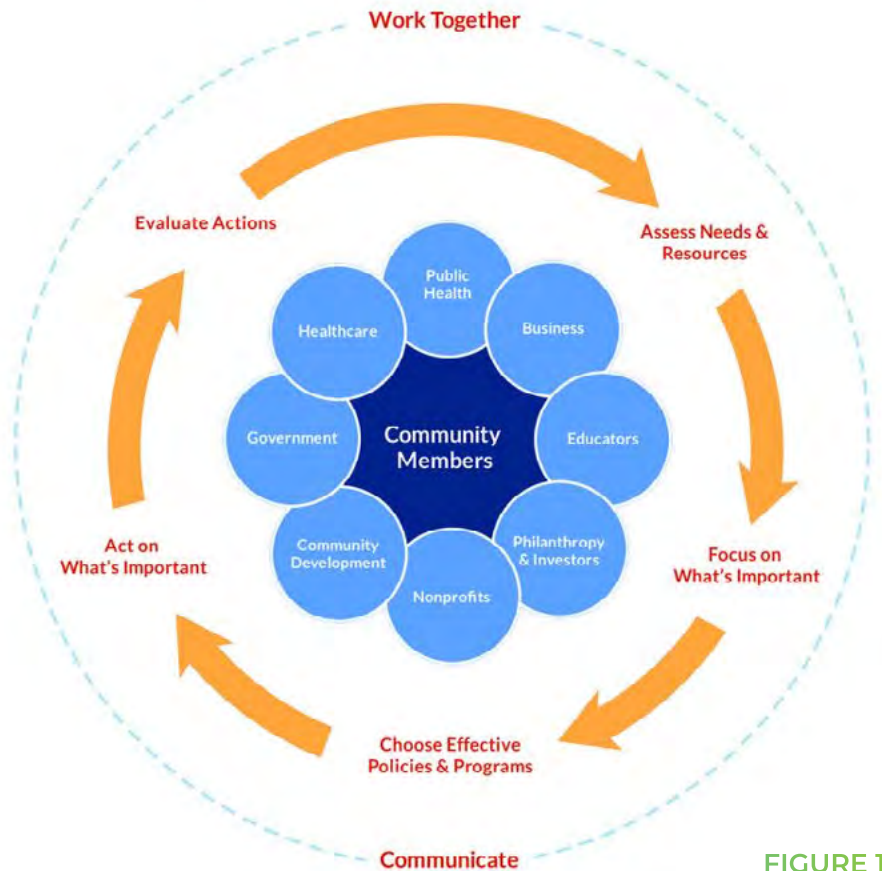 Work Together
Evaluate Actions
Assess Needs &
Resources
Public
Health
Healthcare
Business
Government
Community
Members
Educators
Community
Development
Philanthropy
& Investors
Nonprofits
Act on
What's Important
Focus on
What's Important
Choose Effective
Policies & Programs
Communicate
FIGURE 1